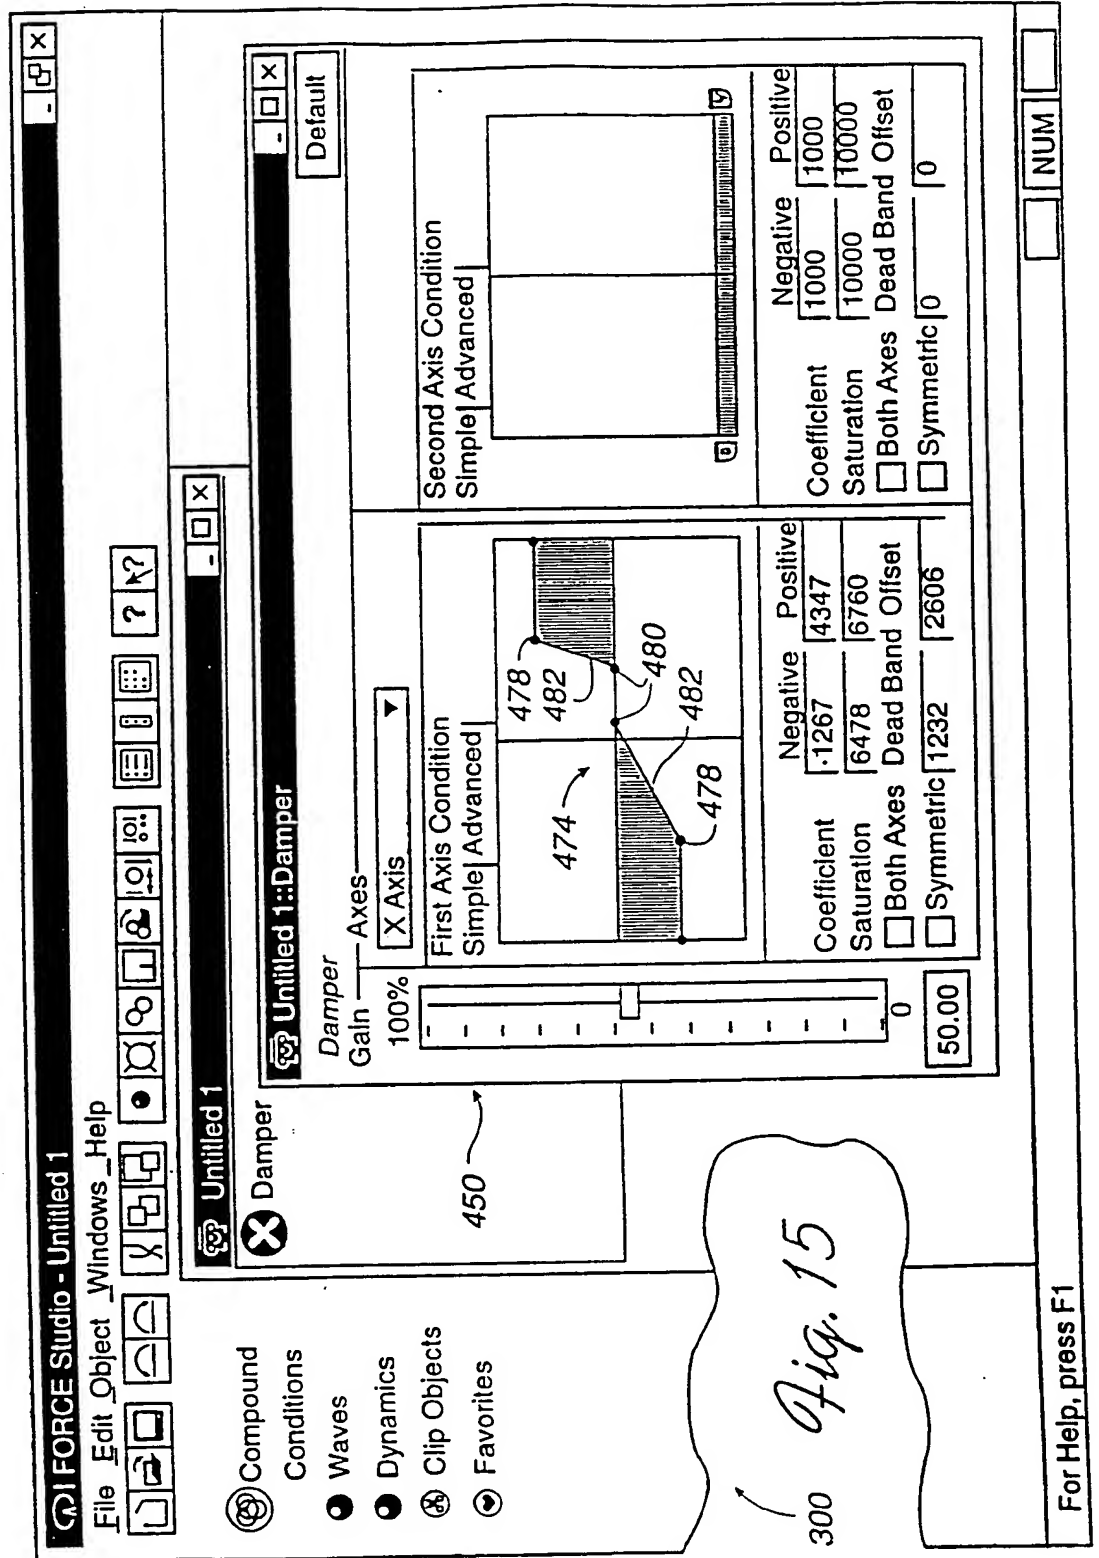 I FORCE Studio - Untitled 1
File Edit Object Windows Help
? ?
Compound
Conditions
Waves
Dynamics
Clip Objects
Favorites
Untitled 1
Damper
450
Untitled 1::Damper
Damper
Default
Gain
100%
0
50.00
Axes
X Axis
First Axis Condition
Simple Advanced
474
478
482
480
482
478
Negative Positive
Coefficient -1267 4347
Saturation 6478 6760
Both Axes Dead Band Offset
Symmetric 1232 2606
Second Axis Condition
Simple Advanced
Negative Positive
Coefficient 1000 1000
Saturation 10000 10000
Both Axes Dead Band Offset
Symmetric 0 0
300
Fig. 15
For Help, press F1
NUM